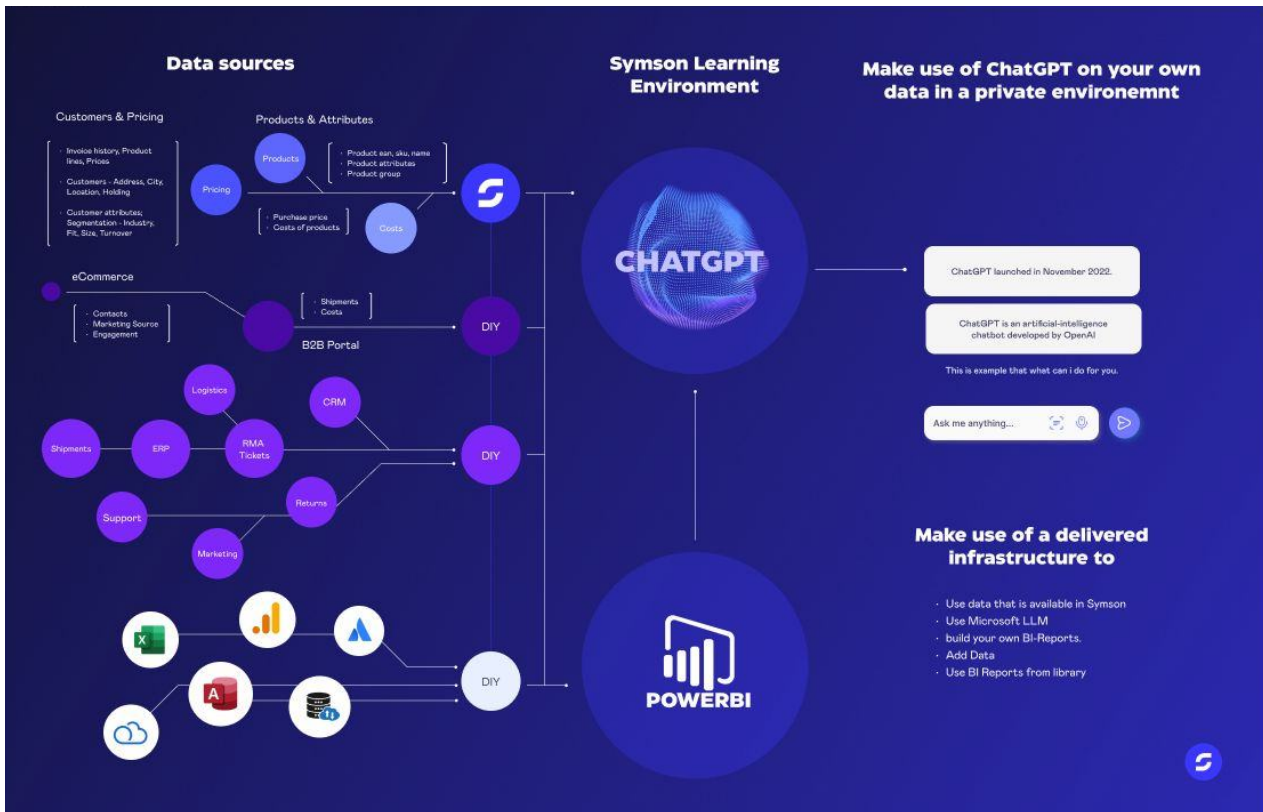 Data sources
Symson Learning
Environment
Make use of ChatGPT on your own
data in a private environemnt
Customers & Pricing
Products & Attributes
· Invoice history, Product
lines, Prices
· Customers - Address, City,
Location, Holding
· Customer attributes;
Segmentation - Industry,
Fit, Size, Turnover
Pricing
Products
· Product ean, sku, name
· Product attributes
· Product group
· Purchase price
· Costs of products
Costs
CHATGPT
eCommerce
· Contacts
· Marketing Source
· Engagement
· Shipments
· Costs
B2B Portal
DIY
ChatGPT launched in November 2022.
ChatGPT is an artificial-intelligence
chatbot developed by OpenAI
This is example that what can i do for you.
Ask me anything...
Logistics
CRM
Shipments
ERP
RMA
Tickets
DIY
Support
Returns
Marketing
Make use of a delivered
infrastructure to
· Use data that is available in Symson
· Use Microsoft LLM
· build your own BI-Reports.
· Add Data
· Use BI Reports from library
X
A
DIY
POWERBI